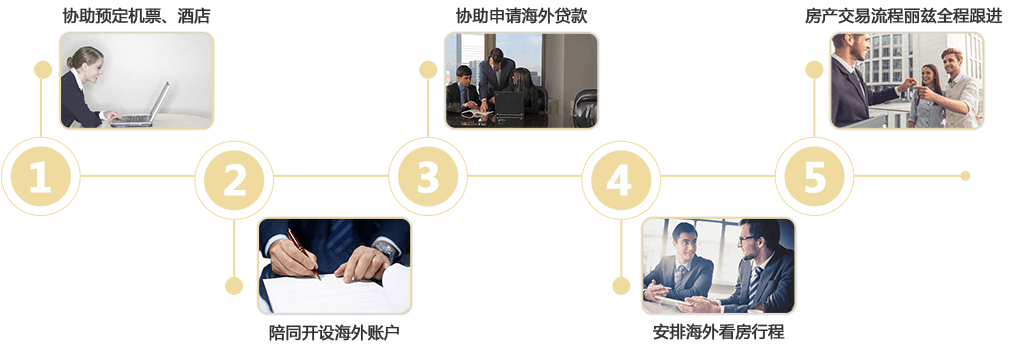 协助预定机票、酒店
协助申请海外贷款
房产交易流程丽兹全程跟进
1
2
3
4
5
陪同开设海外账户
安排海外看房行程